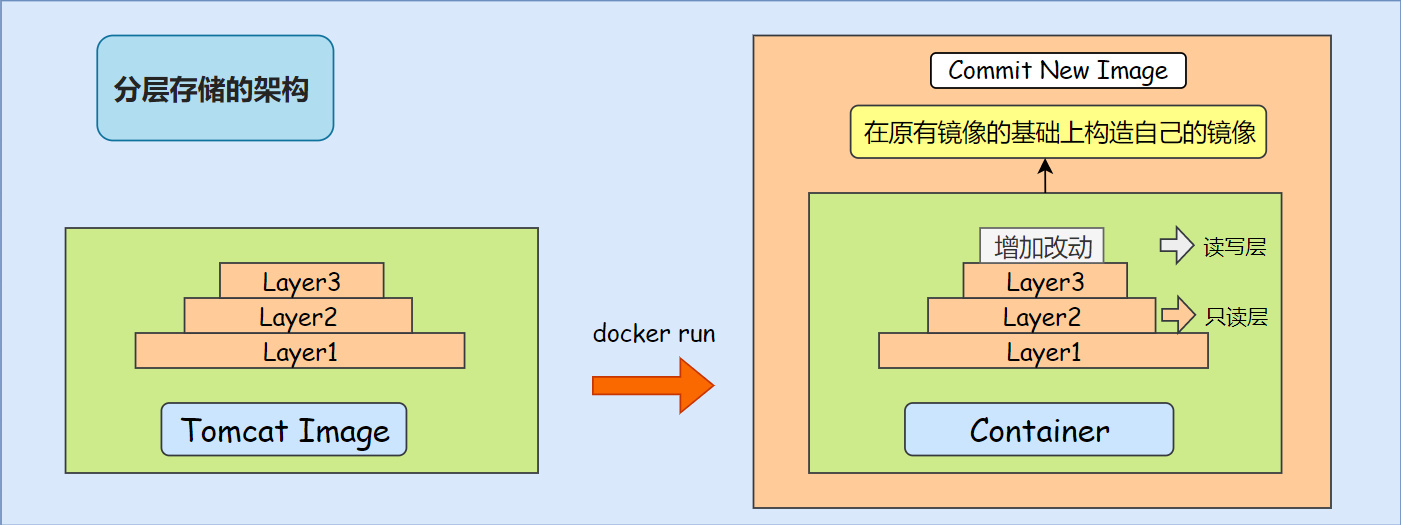 分层存储的架构
Layer3
Layer2
Layer1
Tomcat Image
docker run
Commit New Image
在原有镜像的基础上构造自己的镜像
增加改动
读写层
Layer3
Layer2
只读层
Layer1
Container